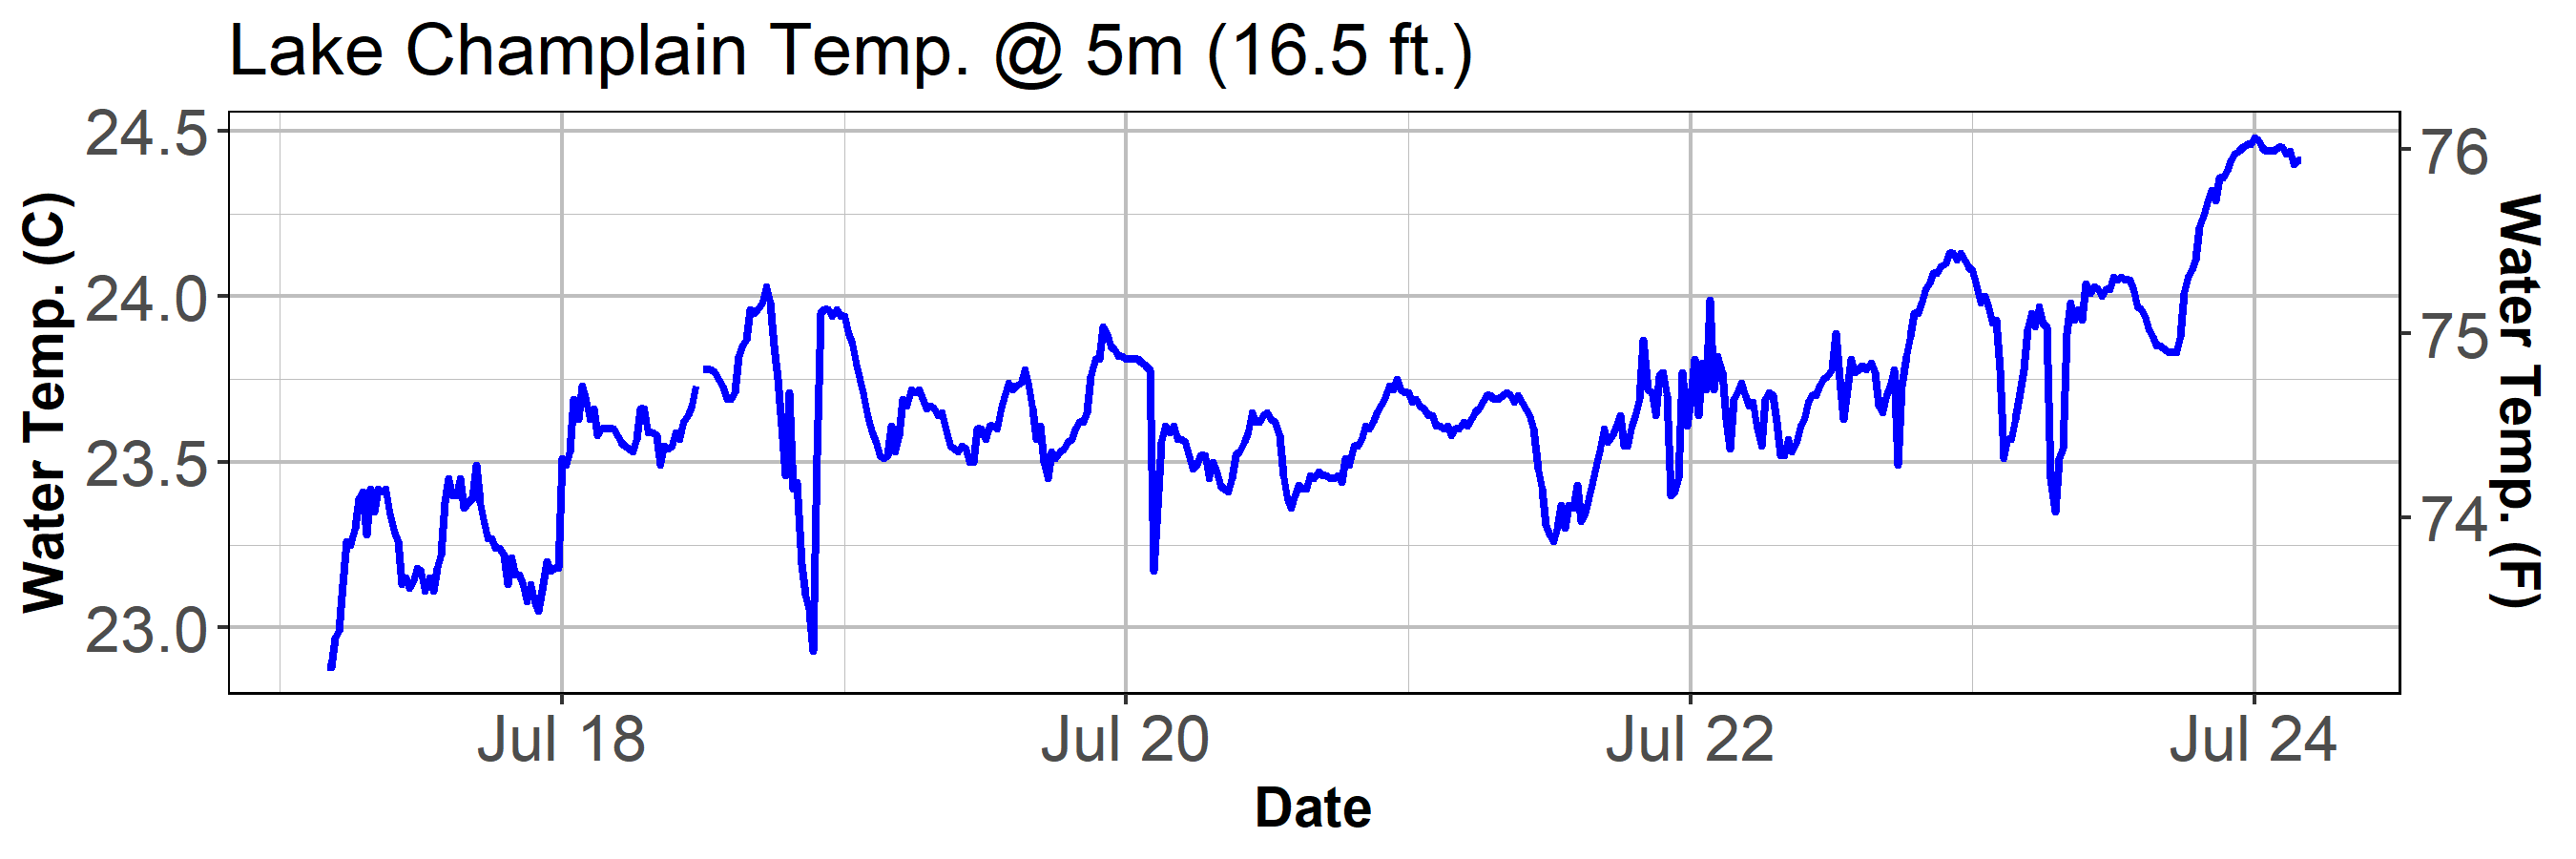 Lake Champlain Temp. @ 5m (16.5 ft.)
Water Temp. (C)
24.5
24.0
23.5
23.0
76
75
74
Water Temp. (F)
Jul 18 Jul 20 Jul 22 Jul 24
Date